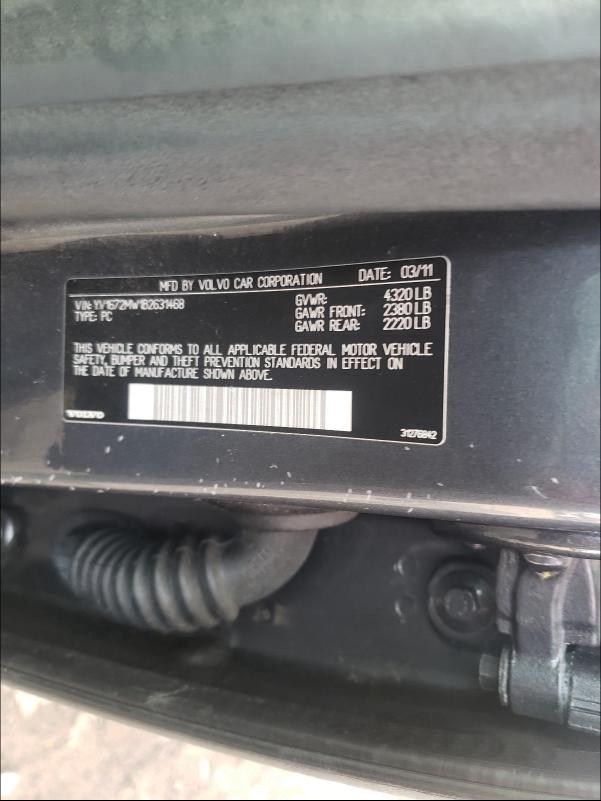 MFD BY VOLVO CAR CORPORATION DATE: 03/11
VIN: YV1672MW1B2631468 GVWR: 4320 LB
TYPE: PC GAWR FRONT: 2380 LB
GAWR REAR: 2220 LB
THIS VEHICLE CONFORMS TO ALL APPLICABLE FEDERAL MOTOR VEHICLE
SAFETY, BUMPER AND THEFT PREVENTION STANDARDS IN EFFECT ON
THE DATE OF MANUFACTURE SHOWN ABOVE.
VOLVO 31276842